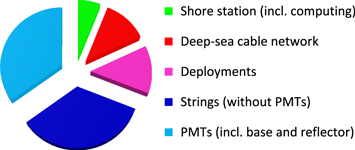 Shore station (incl. computing)
Deep-sea cable network
Deployments
Strings (without PMTs)
PMTs (incl. base and reflector)